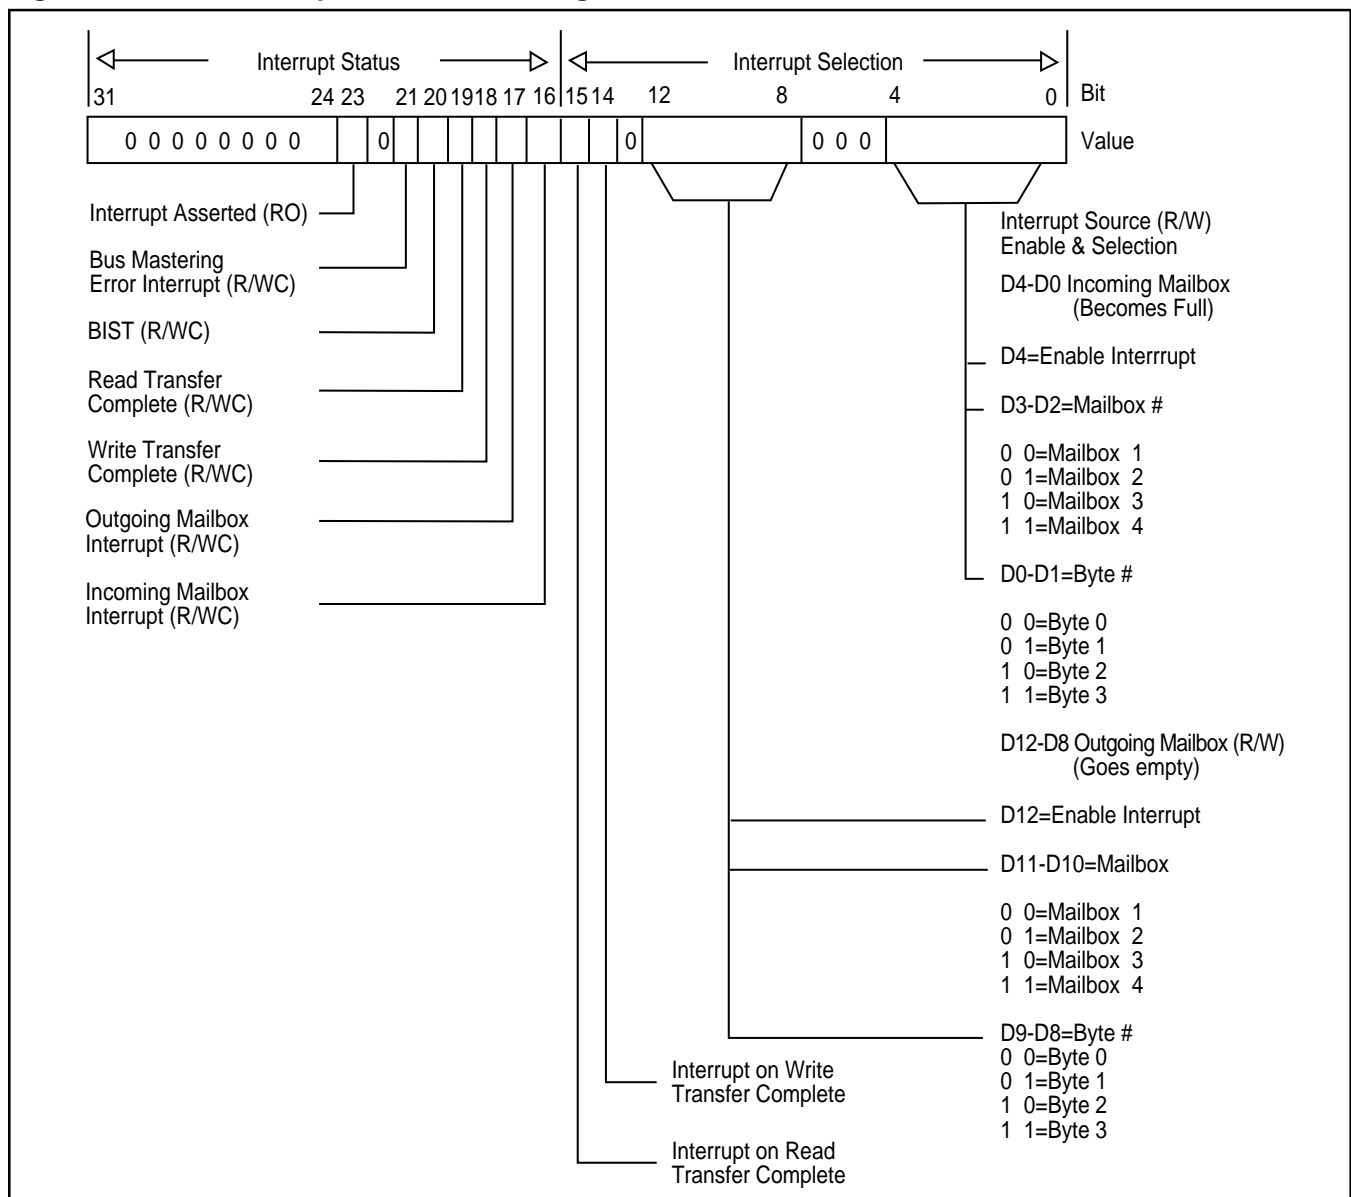 Interrupt Status Interrupt Selection
31 24 23 21 20 19 18 17 16 15 14 12 8 4 0 Bit
0 0 0 0 0 0 0 0 0 0 0 0 0 Value
Interrupt Asserted (RO)
Bus Mastering
Error Interrupt (R/WC)
BIST (R/WC)
Read Transfer
Complete (R/WC)
Write Transfer
Complete (R/WC)
Outgoing Mailbox
Interrupt (R/WC)
Incoming Mailbox
Interrupt (R/WC)
Interrupt Source (R/W)
Enable & Selection
D4-D0 Incoming Mailbox
(Becomes Full)
D4=Enable Interrrupt
D3-D2=Mailbox #
0 0=Mailbox 1
0 1=Mailbox 2
1 0=Mailbox 3
1 1=Mailbox 4
D0-D1=Byte #
0 0=Byte 0
0 1=Byte 1
1 0=Byte 2
1 1=Byte 3
D12-D8 Outgoing Mailbox (R/W)
(Goes empty)
D12=Enable Interrupt
D11-D10=Mailbox
0 0=Mailbox 1
0 1=Mailbox 2
1 0=Mailbox 3
1 1=Mailbox 4
D9-D8=Byte #
0 0=Byte 0
0 1=Byte 1
1 0=Byte 2
1 1=Byte 3
Interrupt on Write
Transfer Complete
Interrupt on Read
Transfer Complete